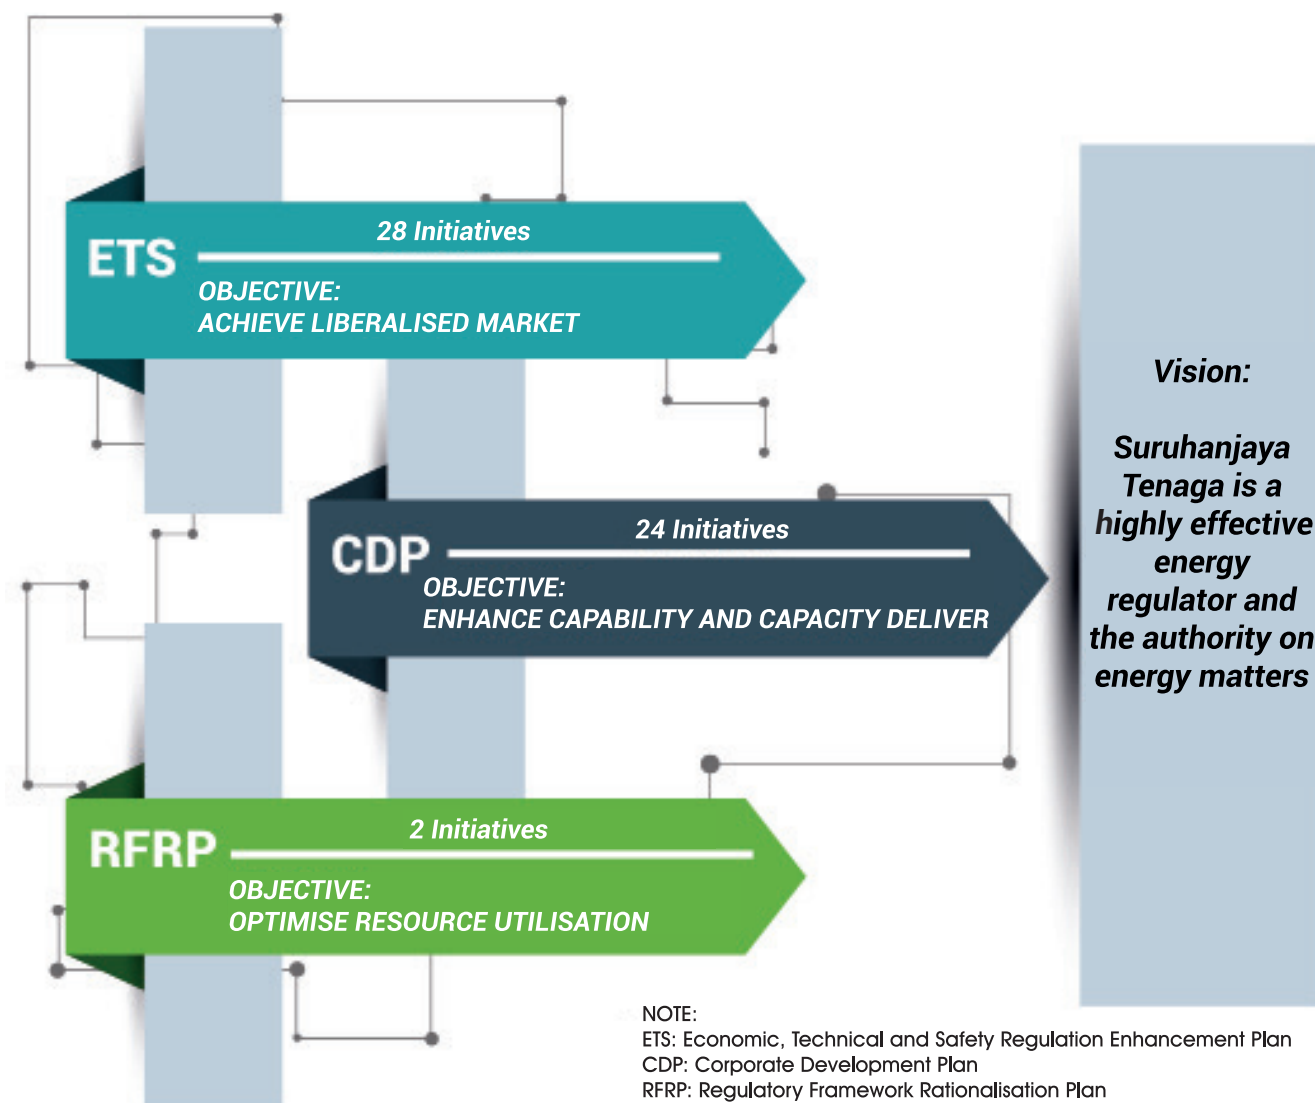 28 Initiatives
ETS
OBJECTIVE:
ACHIEVE LIBERALISED MARKET
24 Initiatives
CDP
OBJECTIVE:
ENHANCE CAPABILITY AND CAPACITY DELIVER
2 Initiatives
RFRP
OBJECTIVE:
OPTIMISE RESOURCE UTILISATION
Vision:
Suruhanjaya
Tenaga is a
highly effective
energy
regulator and
the authority on
energy matters
NOTE:
ETS: Economic, Technical and Safety Regulation Enhancement Plan
CDP: Corporate Development Plan
RFRP: Regulatory Framework Rationalisation Plan